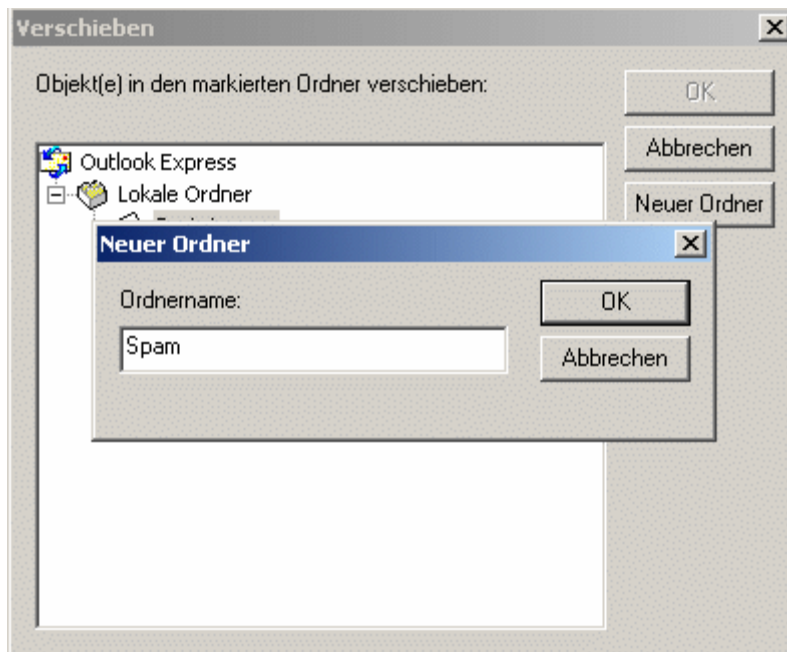 Verschieben
Objekt(e) in den markierten Ordner verschieben:
OK
Abbrechen
Neuer Ordner
Outlook Express
Lokale Ordner
Neuer Ordner
Ordnername:
Spam
OK
Abbrechen